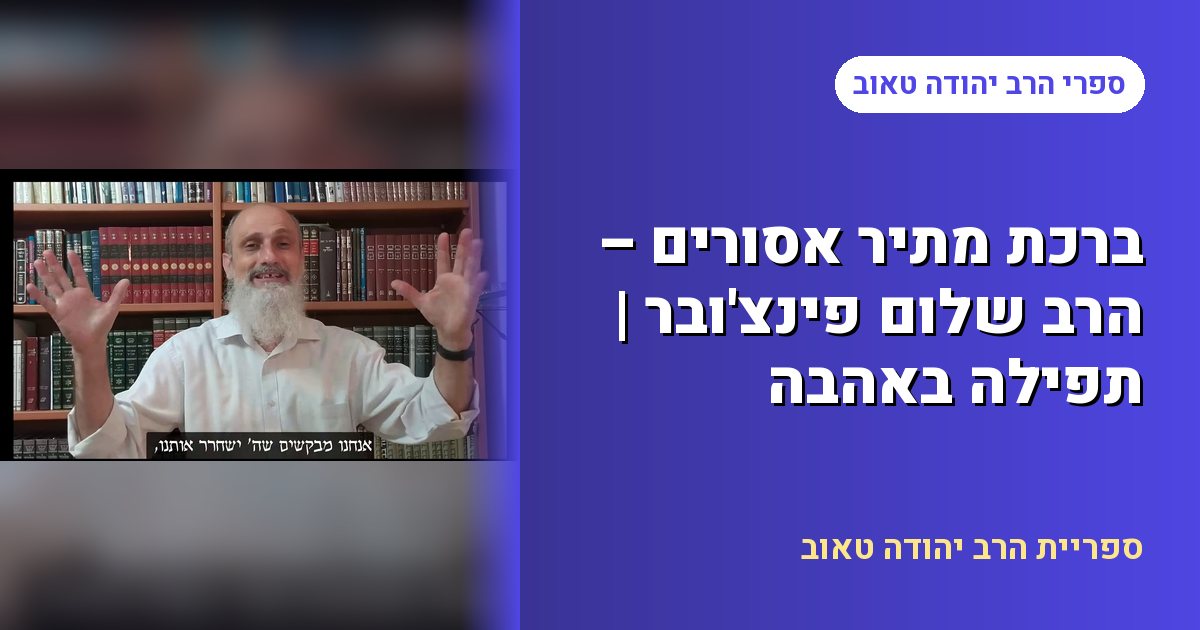 ספרי הרב יהודה טאוב
ברכת מתיר אסורים –
הרב שלום פינצ'ובר |
תפילה באהבה
אנחנו מבקשים שה' ישחרר אותנו,
ספריית הרב יהודה טאוב